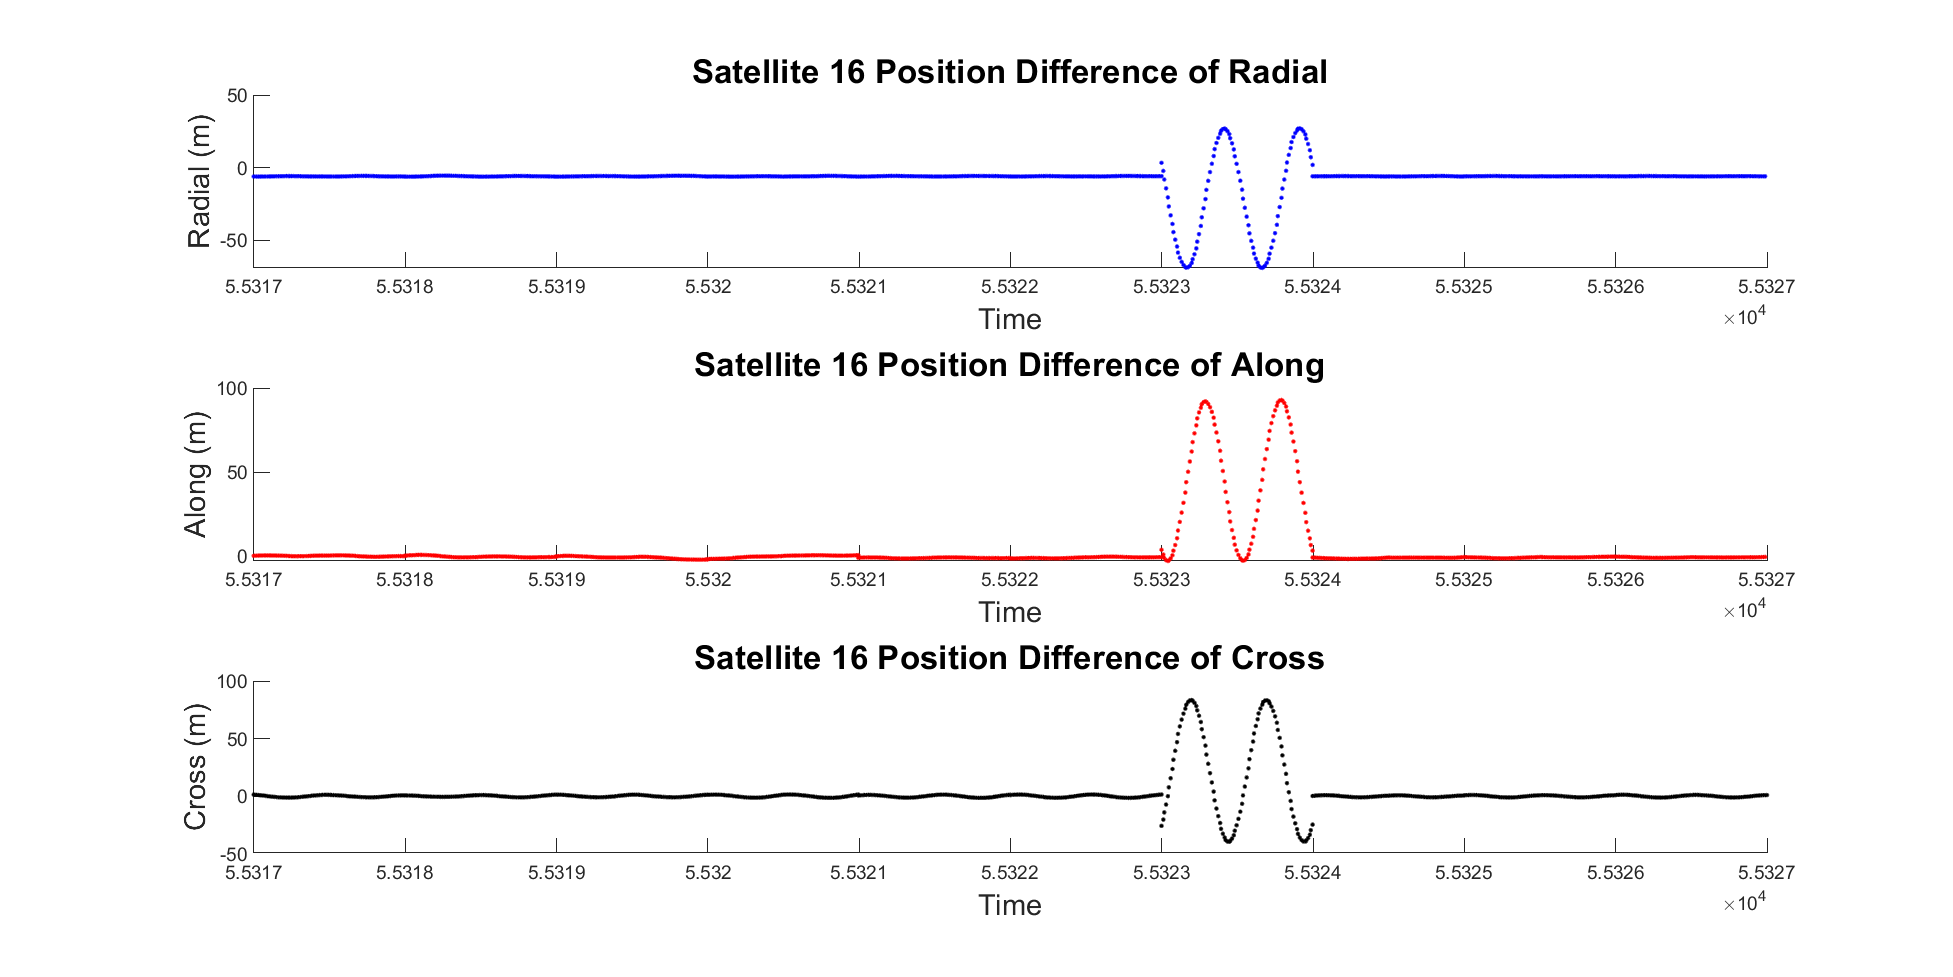 Satellite 16 Position Difference of Radial
50
0
-50
Radial (m)
5.5317 5.5318 5.5319 5.532 5.5321 5.5322 5.5323 5.5324 5.5325 5.5326 5.5327
Time
×10^4
Satellite 16 Position Difference of Along
100
50
0
Along (m)
5.5317 5.5318 5.5319 5.532 5.5321 5.5322 5.5323 5.5324 5.5325 5.5326 5.5327
Time
×10^4
Satellite 16 Position Difference of Cross
100
50
0
-50
Cross (m)
5.5317 5.5318 5.5319 5.532 5.5321 5.5322 5.5323 5.5324 5.5325 5.5326 5.5327
Time
×10^4